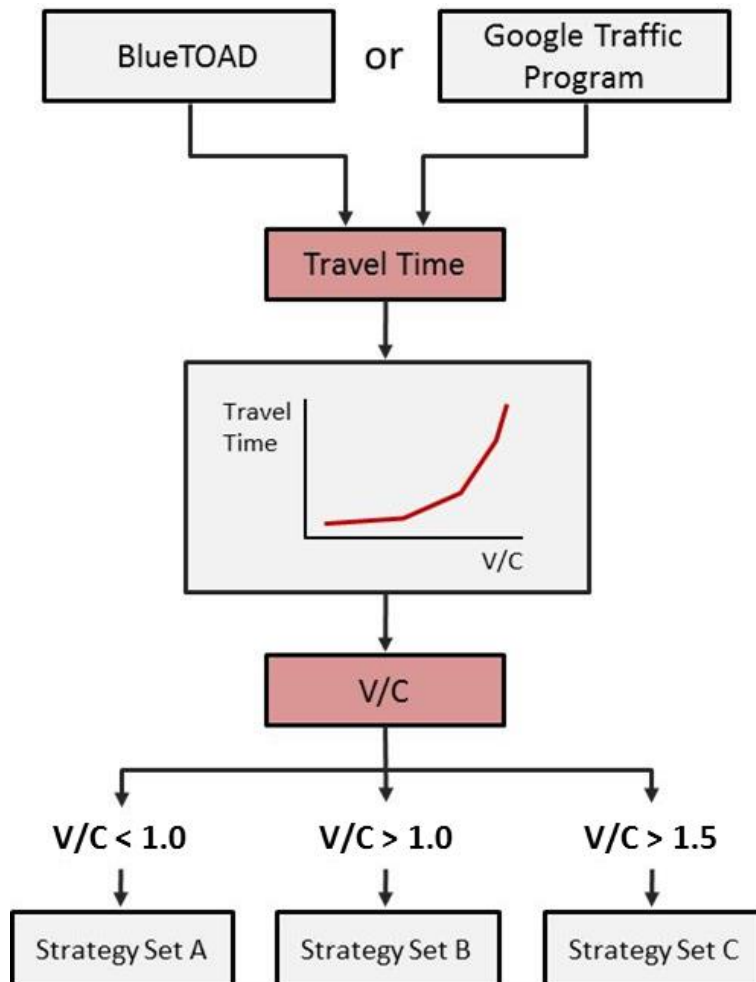 BlueTOAD
or
Google Traffic
Program
Travel Time
Travel
Time
V/C
V/C
V/C < 1.0
V/C > 1.0
V/C > 1.5
Strategy Set A
Strategy Set B
Strategy Set C